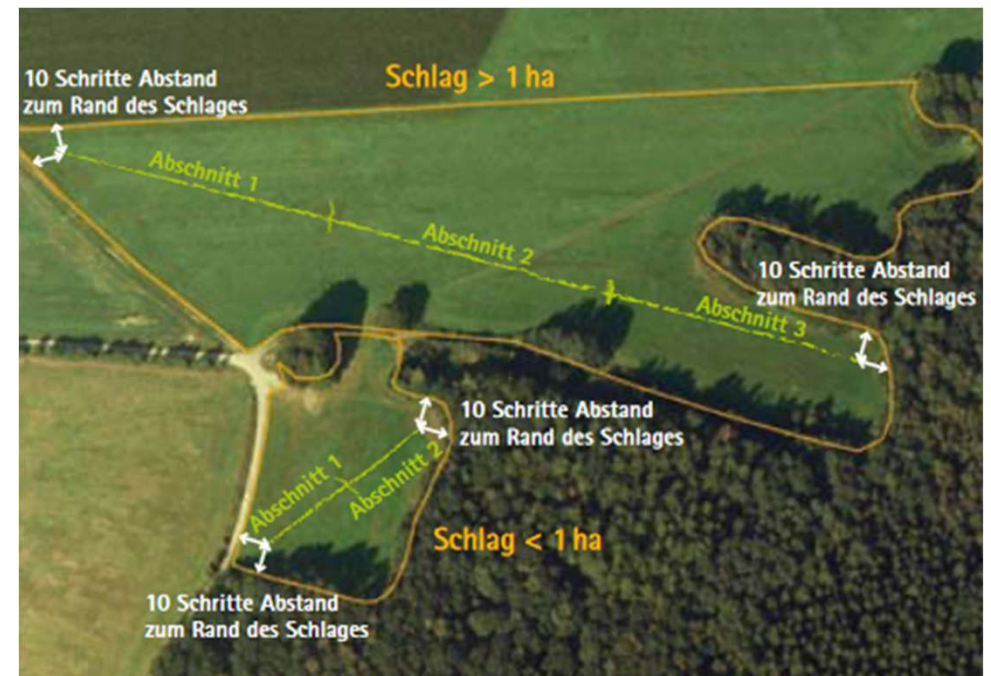 10 Schritte Abstand
zum Rand des Schlages
Schlag > 1 ha
Abschnitt 1
Abschnitt 2
Abschnitt 3
10 Schritte Abstand
zum Rand des Schlages
10 Schritte Abstand
zum Rand des Schlages
Abschnitt 1
Abschnitt 2
Schlag < 1 ha
10 Schritte Abstand
zum Rand des Schlages